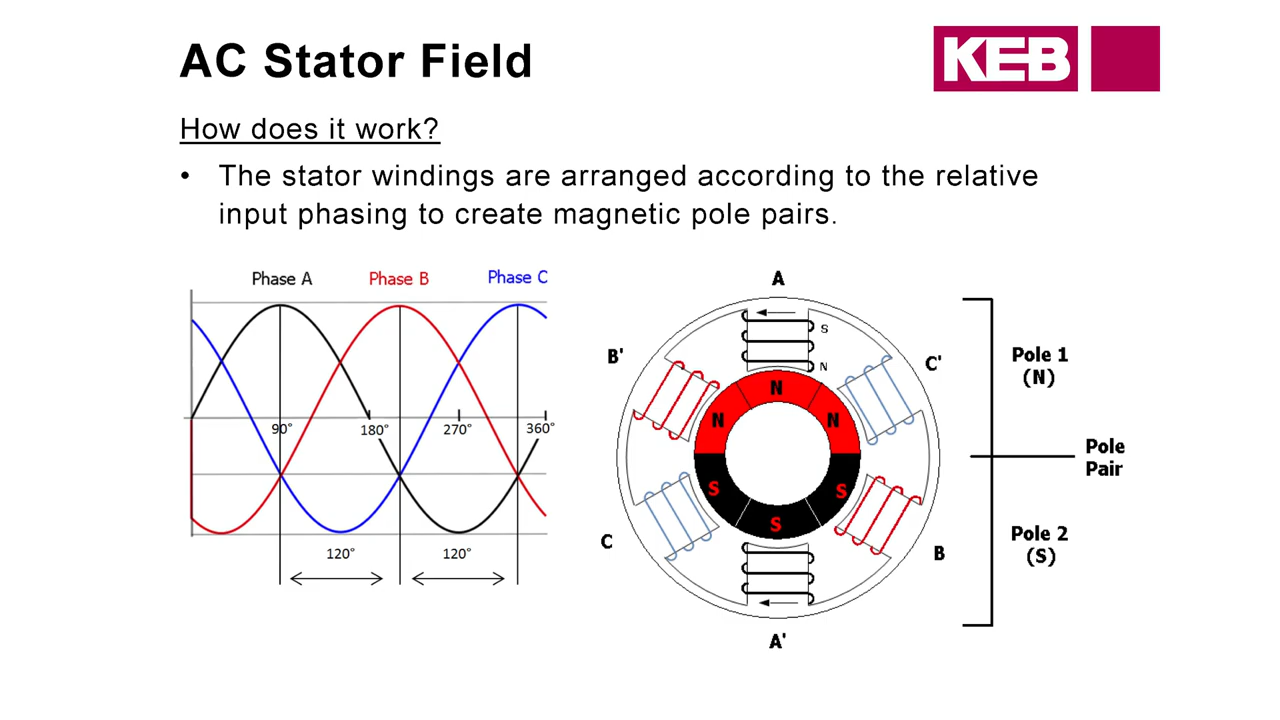 AC Stator Field
KEB
How does it work?
• The stator windings are arranged according to the relative
input phasing to create magnetic pole pairs.
Phase A Phase B Phase C
90° 180° 270° 360°
120° 120°
A
S
N
B'
C'
N
N
N
S
S
S
C
B
A'
Pole 1
(N)
Pole
Pair
Pole 2
(S)